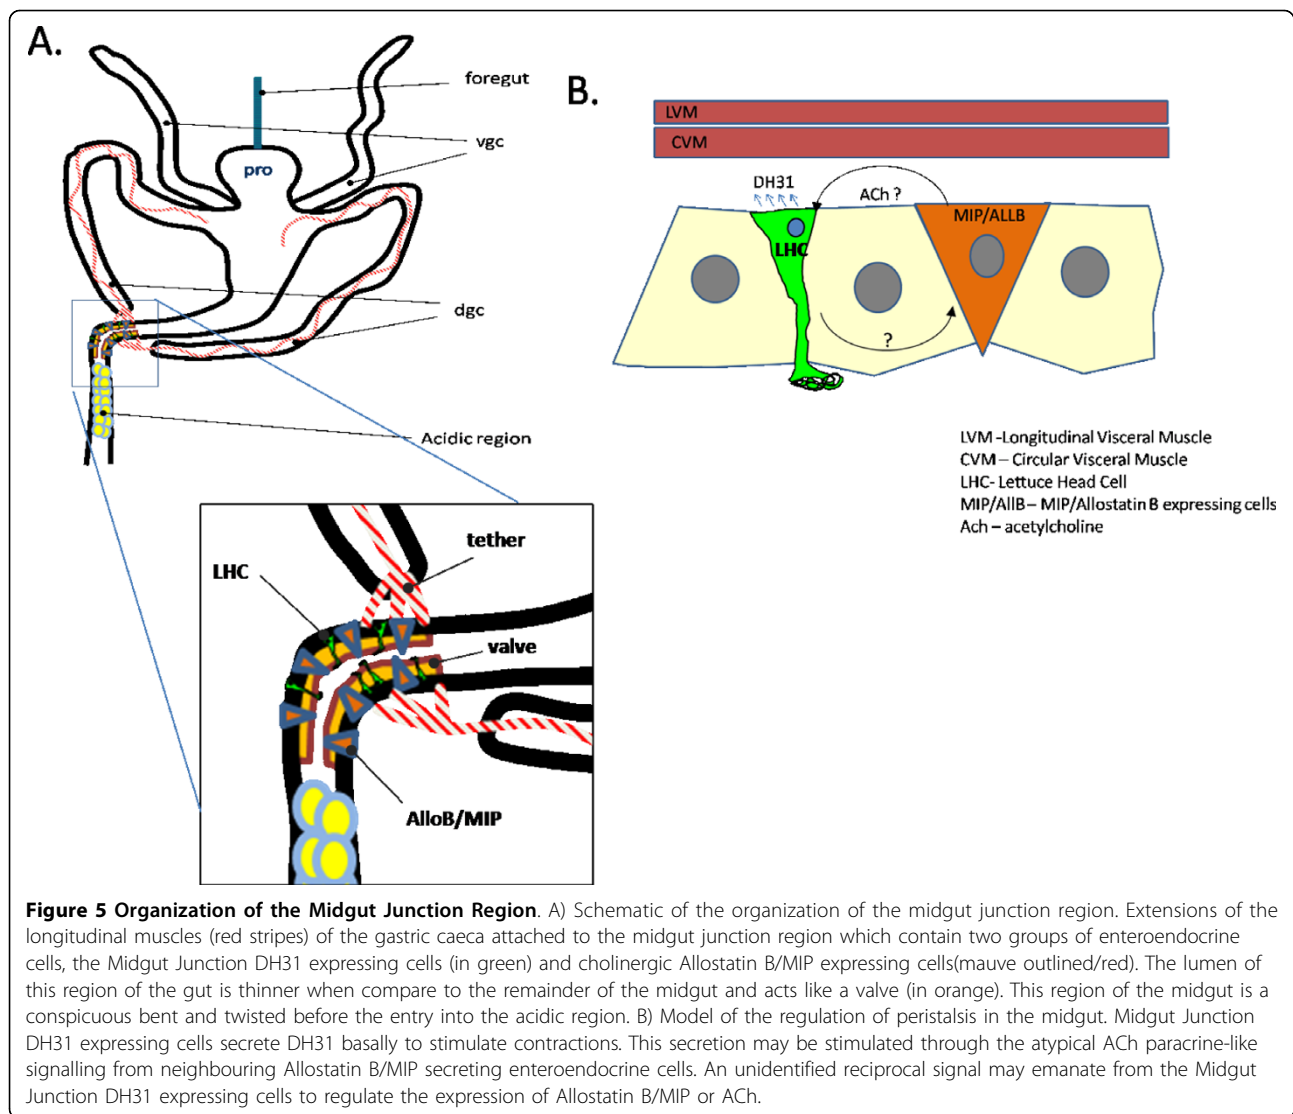 A.
foregut
vgc
pro
dgc
Acidic region
tether
LHC
valve
AlloB/MIP
B.
LVM
CVM
DH31
ACh ?
MIP/ALLB
LHC
?
LVM -Longitudinal Visceral Muscle
CVM – Circular Visceral Muscle
LHC- Lettuce Head Cell
MIP/AllB – MIP/Allostatin B expressing cells
Ach – acetylcholine
Figure 5 Organization of the Midgut Junction Region. A) Schematic of the organization of the midgut junction region. Extensions of the
longitudinal muscles (red stripes) of the gastric caeca attached to the midgut junction region which contain two groups of enteroendocrine
cells, the Midgut Junction DH31 expressing cells (in green) and cholinergic Allostatin B/MIP expressing cells(mauve outlined/red). The lumen of
this region of the gut is thinner when compare to the remainder of the midgut and acts like a valve (in orange). This region of the midgut is a
conspicuous bent and twisted before the entry into the acidic region. B) Model of the regulation of peristalsis in the midgut. Midgut Junction
DH31 expressing cells secrete DH31 basally to stimulate contractions. This secretion may be stimulated through the atypical ACh paracrine-like
signalling from neighbouring Allostatin B/MIP secreting enteroendocrine cells. An unidentified reciprocal signal may emanate from the Midgut
Junction DH31 expressing cells to regulate the expression of Allostatin B/MIP or ACh.